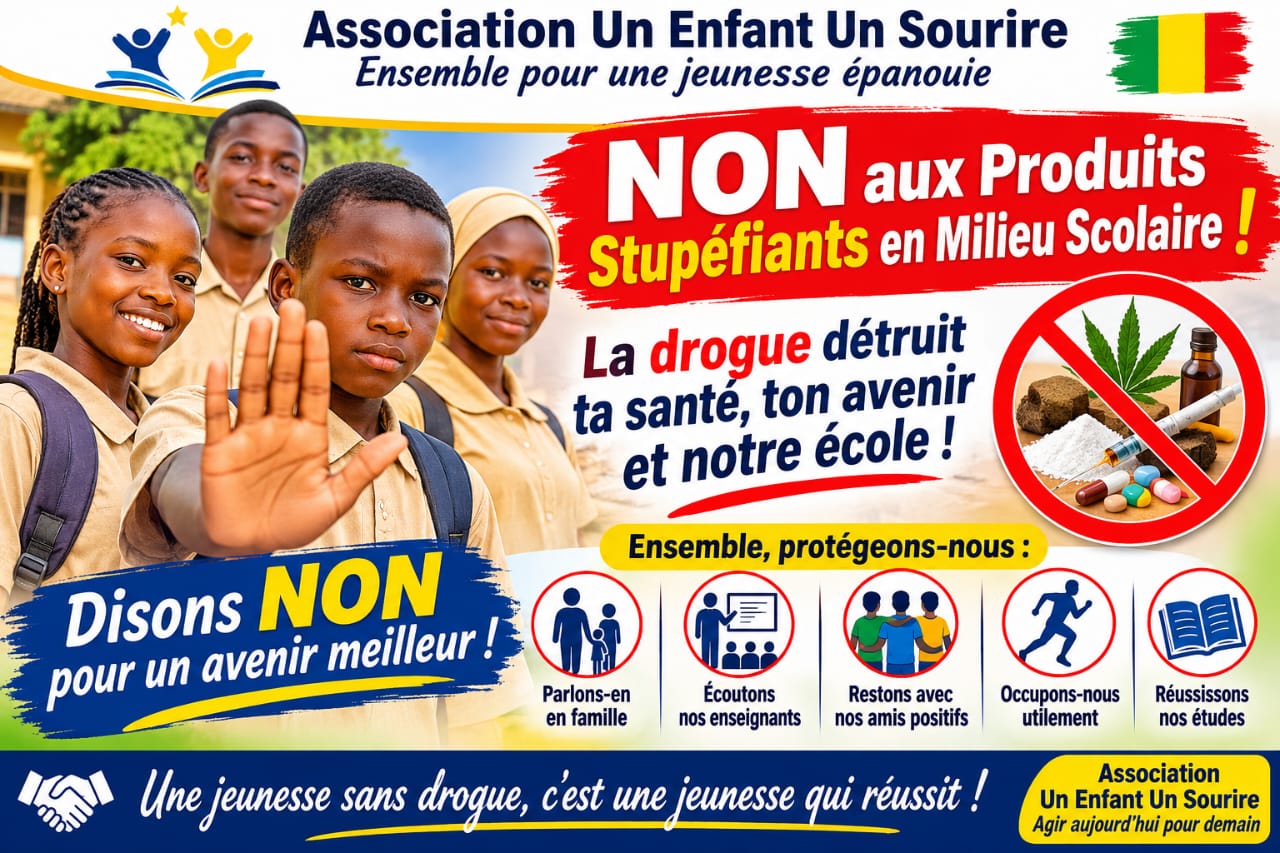 Association Un Enfant Un Sourire
Ensemble pour une jeunesse épanouie
NON aux Produits
Stupéfiants en Milieu Scolaire !
La drogue détruit
ta santé, ton avenir
et notre école !
Ensemble, protégeons-nous :
Disons NON
pour un avenir meilleur !
Parlons-en
en famille
Écoutons
nos enseignants
Restons avec
nos amis positifs
Occupons-nous
utilement
Réussissons
nos études
Une jeunesse sans drogue, c'est une jeunesse qui réussit !
Association
Un Enfant Un Sourire
Agir aujourd'hui pour demain